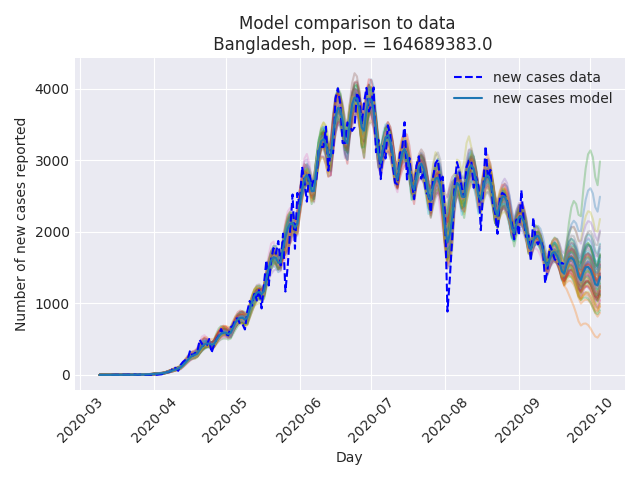 Model comparison to data
Bangladesh, pop. = 164689383.0
new cases data
new cases model
Number of new cases reported
4000
3000
2000
1000
0
2020-03
2020-04
2020-05
2020-06
2020-07
2020-08
2020-09
2020-10
Day